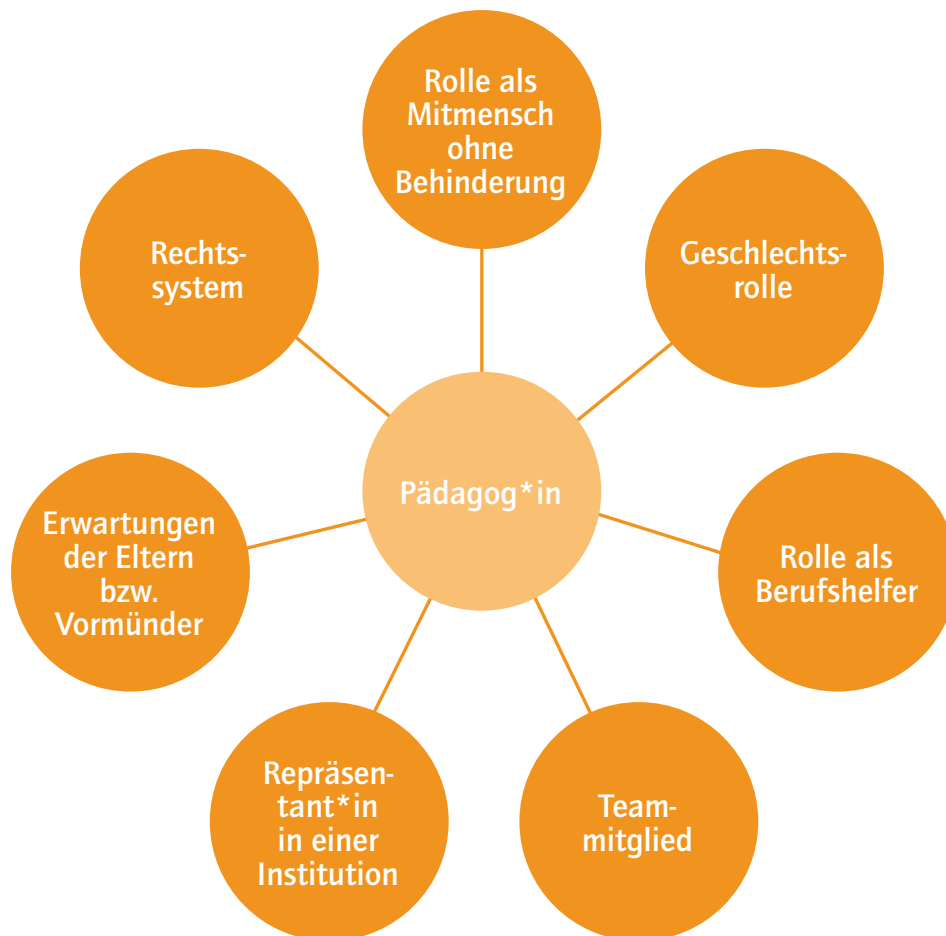 Rolle als
Mitmensch
ohne
Behinderung
Rechts-
system
Geschlechts-
rolle
Pädagog*in
Erwartungen
der Eltern
bzw.
Vormünder
Rolle als
Berufshelfer
Repräsen-
tant*in
in einer
Institution
Team-
mitglied